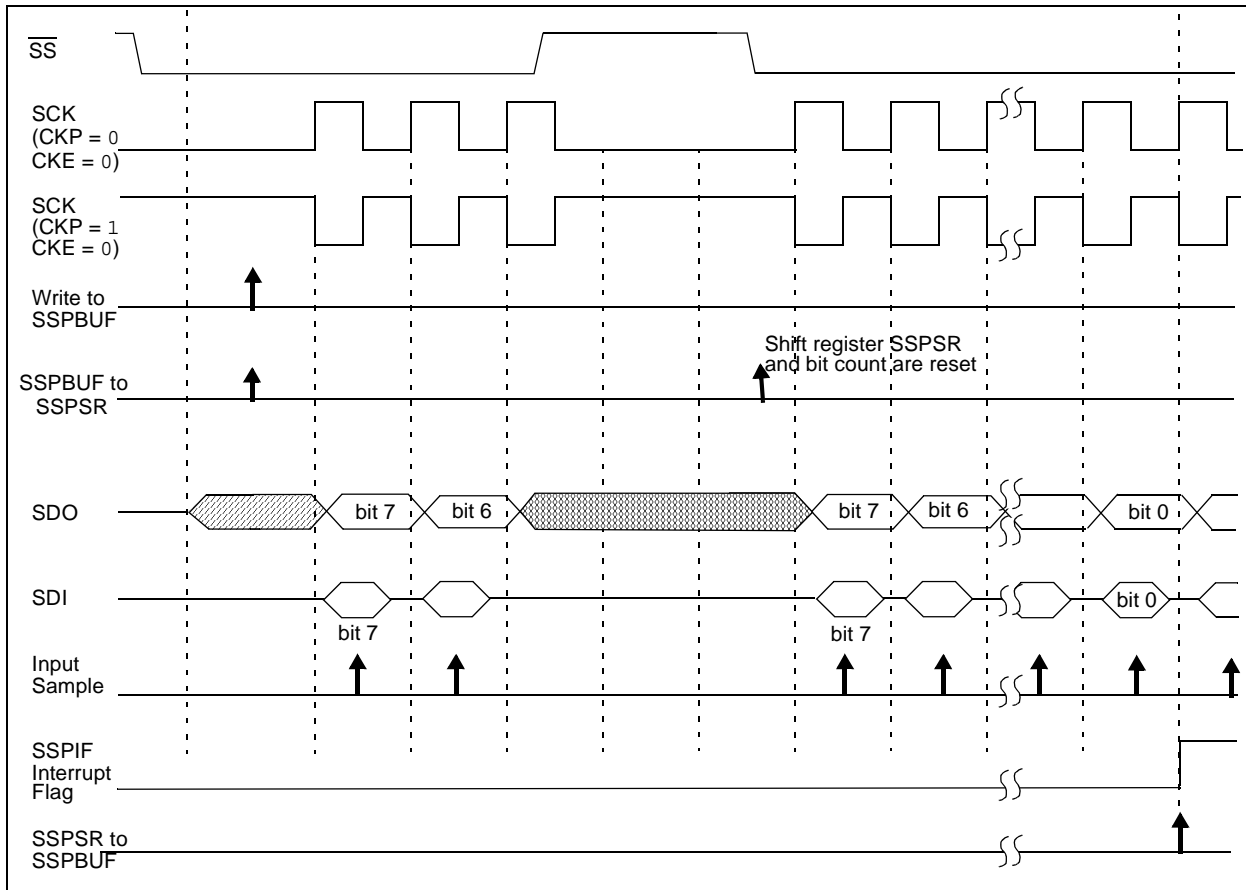 SS
SCK
(CKP = 0
CKE = 0)
SCK
(CKP = 1
CKE = 0)
Write to
SSPBUF
Shift register SSPSR
and bit count are reset
SSPBUF to
SSPSR
SDO
bit 7
bit 6
bit 7
bit 6
bit 0
SDI
bit 0
bit 7
bit 7
Input
Sample
SSPIF
Interrupt
Flag
SSPSR to
SSPBUF